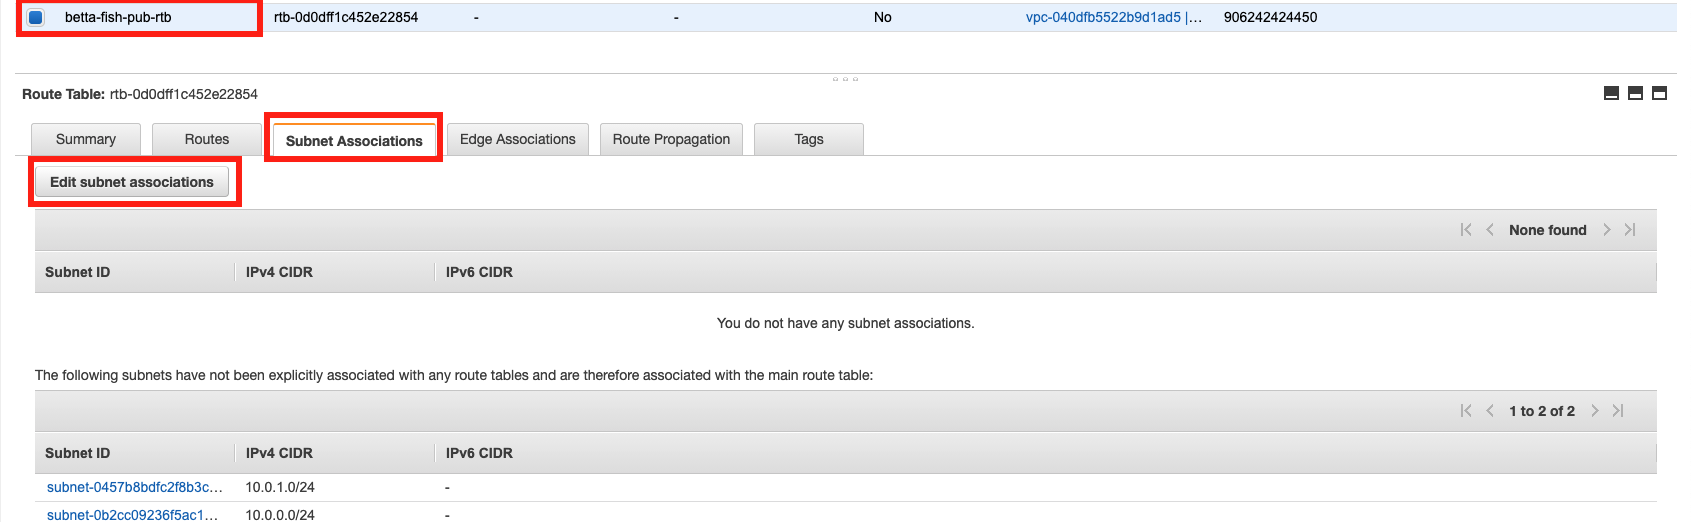 betta-fish-pub-rtb rtb-0d0dff1c452e22854 - - No vpc-040dfb5522b9d1ad5 |... 906242424450
Route Table: rtb-0d0dff1c452e22854
Summary Routes Subnet Associations Edge Associations Route Propagation Tags
Edit subnet associations
None found
Subnet ID IPv4 CIDR IPv6 CIDR
You do not have any subnet associations.
The following subnets have not been explicitly associated with any route tables and are therefore associated with the main route table:
1 to 2 of 2
Subnet ID IPv4 CIDR IPv6 CIDR
subnet-0457b8bdfc2f8b3c... 10.0.1.0/24 -
subnet-0b2cc09236f5ac1... 10.0.0.0/24 -